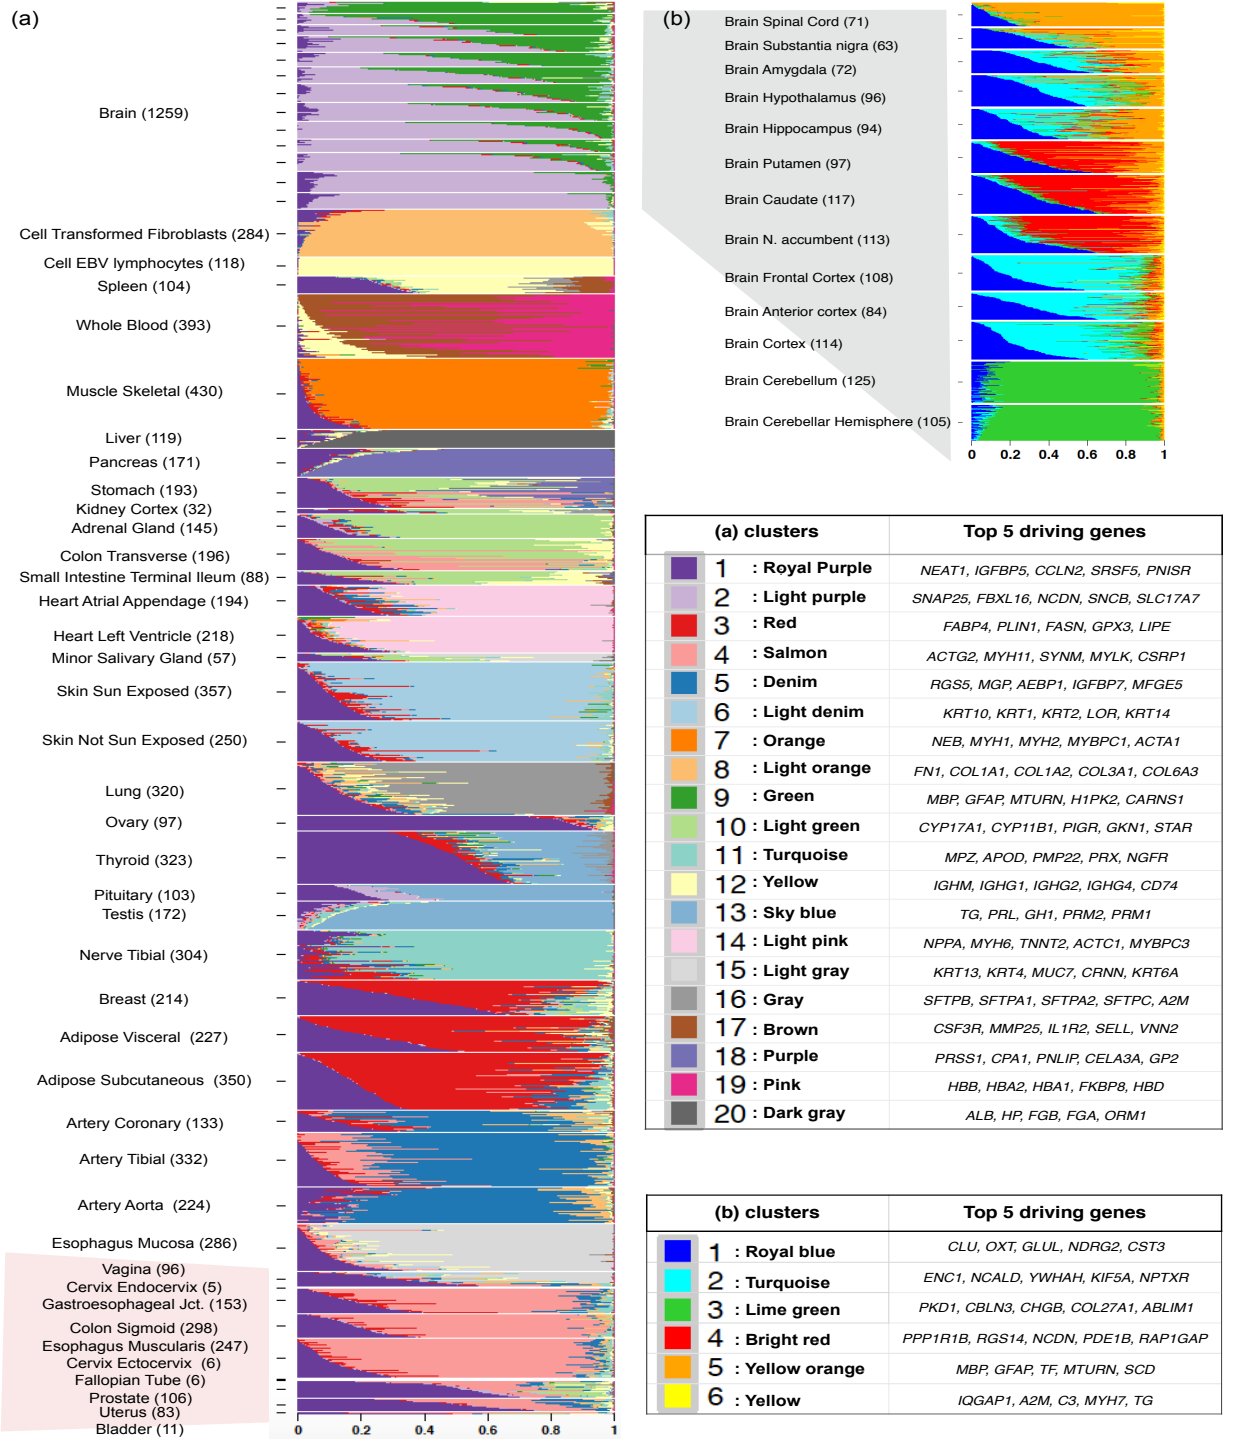 (a)
Brain (1259)
Cell Transformed Fibroblasts (284)
Cell EBV lymphocytes (118)
Spleen (104)
Whole Blood (393)
Muscle Skeletal (430)
Liver (119)
Pancreas (171)
Stomach (193)
Kidney Cortex (32)
Adrenal Gland (145)
Colon Transverse (196)
Small Intestine Terminal Ileum (88)
Heart Atrial Appendage (194)
Heart Left Ventricle (218)
Minor Salivary Gland (57)
Skin Sun Exposed (357)
Skin Not Sun Exposed (250)
Lung (320)
Ovary (97)
Thyroid (323)
Pituitary (103)
Testis (172)
Nerve Tibial (304)
Breast (214)
Adipose Visceral (227)
Adipose Subcutaneous (350)
Artery Coronary (133)
Artery Tibial (332)
Artery Aorta (224)
Esophagus Mucosa (286)
Vagina (96)
Cervix Endocervix (5)
Gastroesophageal Jct. (153)
Colon Sigmoid (298)
Esophagus Muscularis (247)
Cervix Ectocervix (6)
Fallopian Tube (6)
Prostate (106)
Uterus (83)
Bladder (11)
0 0.2 0.4 0.6 0.8 1
(b)
Brain Spinal Cord (71)
Brain Substantia nigra (63)
Brain Amygdala (72)
Brain Hypothalamus (96)
Brain Hippocampus (94)
Brain Putamen (97)
Brain Caudate (117)
Brain N. accumbent (113)
Brain Frontal Cortex (108)
Brain Anterior cortex (84)
Brain Cortex (114)
Brain Cerebellum (125)
Brain Cerebellar Hemisphere (105)
0 0.2 0.4 0.6 0.8 1
(a) clusters Top 5 driving genes
1 : Royal Purple NEAT1, IGFBP5, CCLN2, SRSF5, PNISR
2 : Light purple SNAP25, FBXL16, NCDN, SNCB, SLC17A7
3 : Red FABP4, PLIN1, FASN, GPX3, LIPE
4 : Salmon ACTG2, MYH11, SYNM, MYLK, CSRP1
5 : Denim RGS5, MGP, AEBP1, IGFBP7, MFGE5
6 : Light denim KRT10, KRT1, KRT2, LOR, KRT14
7 : Orange NEB, MYH1, MYH2, MYBPC1, ACTA1
8 : Light orange FN1, COL1A1, COL1A2, COL3A1, COL6A3
9 : Green MBP, GFAP, MTURN, H1PK2, CARNS1
10 : Light green CYP17A1, CYP11B1, PIGR, GKN1, STAR
11 : Turquoise MPZ, APOD, PMP22, PRX, NGFR
12 : Yellow IGHM, IGHG1, IGHG2, IGHG4, CD74
13 : Sky blue TG, PRL, GH1, PRM2, PRM1
14 : Light pink NPPA, MYH6, TNNT2, ACTC1, MYBPC3
15 : Light gray KRT13, KRT4, MUC7, CRNN, KRT6A
16 : Gray SFTPB, SFTPA1, SFTPA2, SFTPC, A2M
17 : Brown CSF3R, MMP25, IL1R2, SELL, VNN2
18 : Purple PRSS1, CPA1, PNLIP, CELA3A, GP2
19 : Pink HBB, HBA2, HBA1, FKBP8, HBD
20 : Dark gray ALB, HP, FGB, FGA, ORM1
(b) clusters Top 5 driving genes
1 : Royal blue CLU, OXT, GLUL, NDRG2, CST3
2 : Turquoise ENC1, NCALD, YWHAH, KIF5A, NPTXR
3 : Lime green PKD1, CBLN3, CHGB, COL27A1, ABLIM1
4 : Bright red PPP1R1B, RGS14, NCDN, PDE1B, RAP1GAP
5 : Yellow orange MBP, GFAP, TF, MTURN, SCD
6 : Yellow IQGAP1, A2M, C3, MYH7, TG